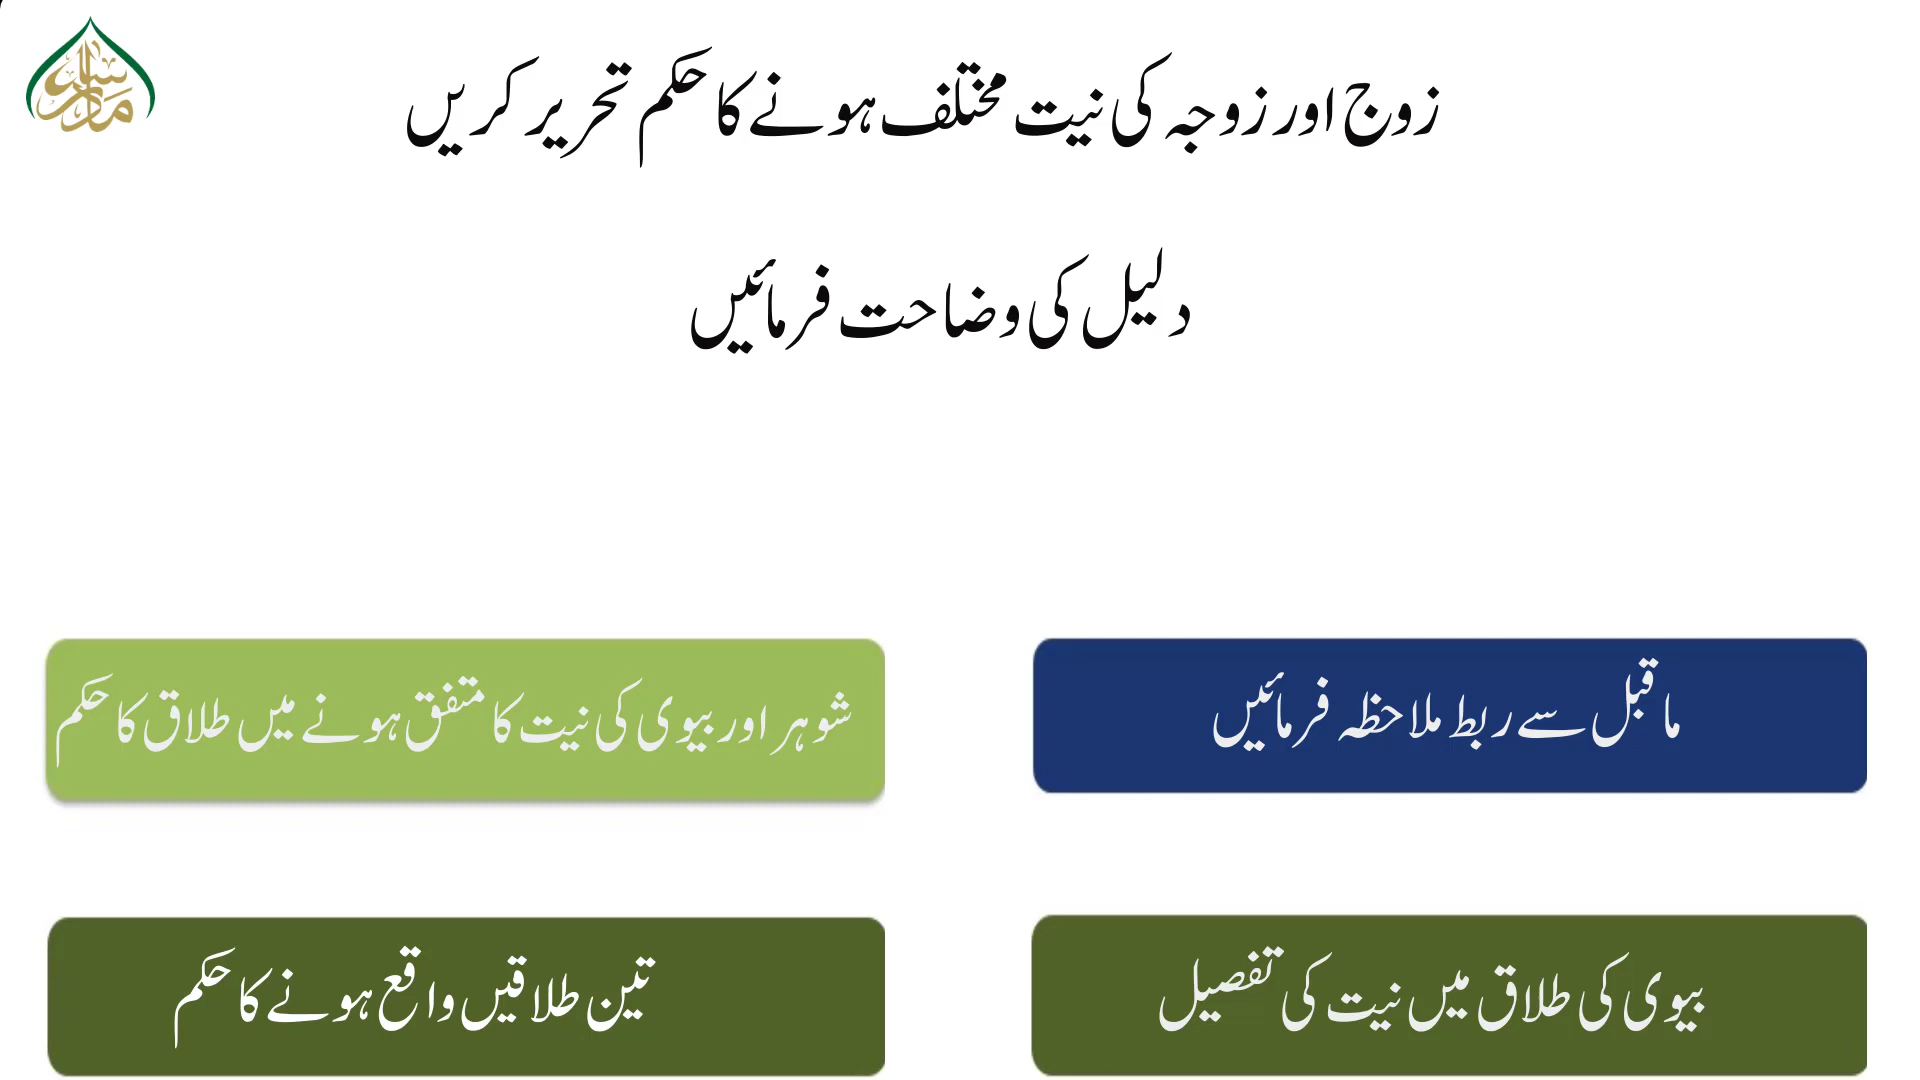 زوج اور زوجہ کی نیت مختلف ہونے کا حکم تحریر کریں
دلیل کی وضاحت فرمائیں
ماقبل سے ربط ملاحظہ فرمائیں
شوہر اور بیوی کی نیت کا متفق ہونے میں طلاق کا حکم
بیوی کی طلاق میں نیت کی تفصیل
تین طلاقیں واقع ہونے کا حکم